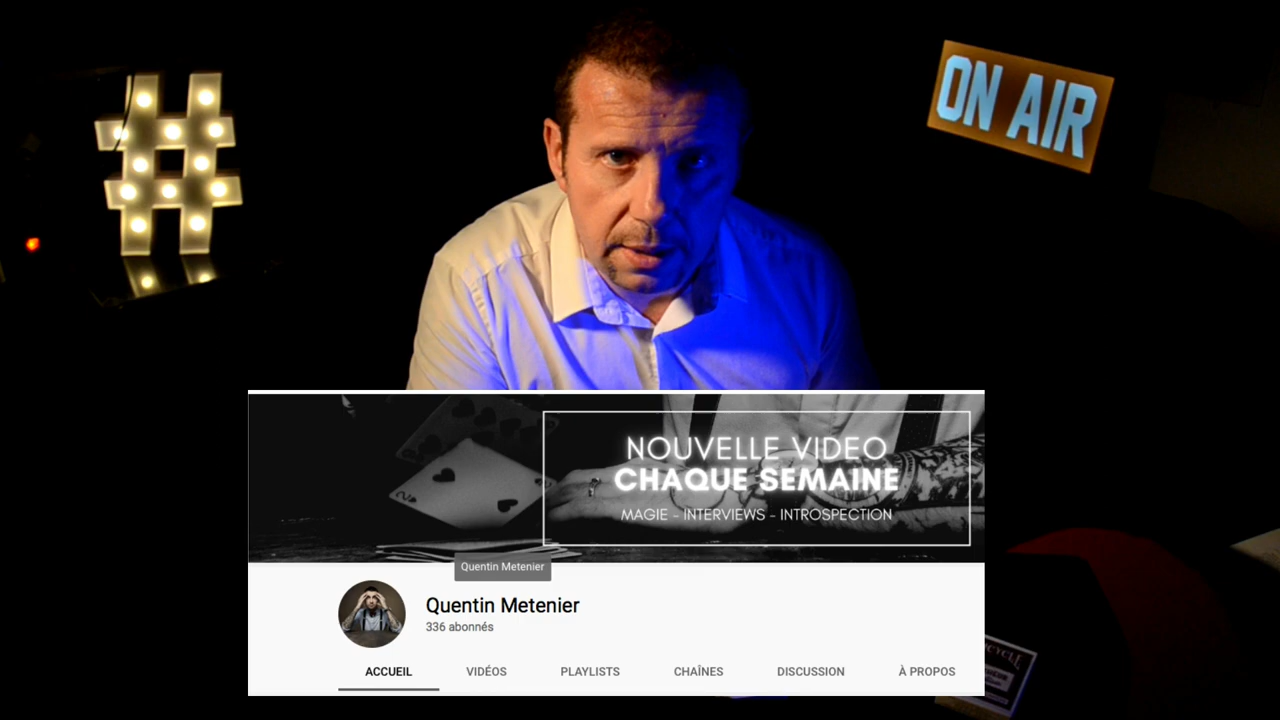 #
ON AIR
NOUVELLE VIDEO
CHAQUE SEMAINE
MAGIE - INTERVIEWS - INTROSPECTION
Quentin Metenier
Quentin Metenier
336 abonnés
ACCUEIL VIDÉOS PLAYLISTS CHAÎNES DISCUSSION À PROPOS